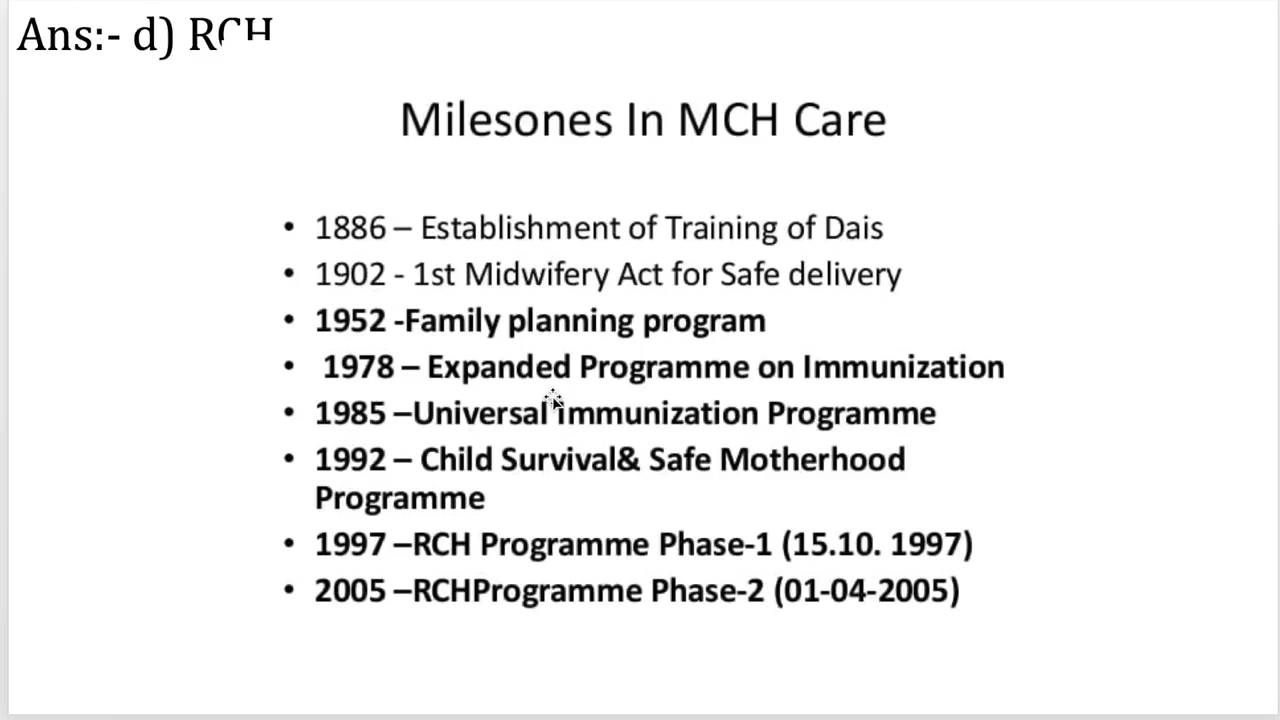 Ans:- d) RCH
Milesones In MCH Care
• 1886 – Establishment of Training of Dais
• 1902 - 1st Midwifery Act for Safe delivery
• 1952 -Family planning program
• 1978 – Expanded Programme on Immunization
• 1985 –Universal immunization Programme
• 1992 – Child Survival& Safe Motherhood
Programme
• 1997 –RCH Programme Phase-1 (15.10. 1997)
• 2005 –RCHProgramme Phase-2 (01-04-2005)